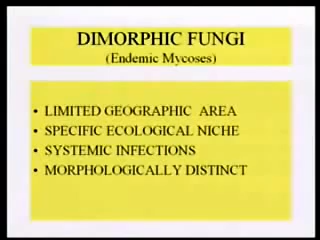 DIMORPHIC FUNGI
(Endemic Mycoses)
• LIMITED GEOGRAPHIC AREA
• SPECIFIC ECOLOGICAL NICHE
• SYSTEMIC INFECTIONS
• MORPHOLOGICALLY DISTINCT